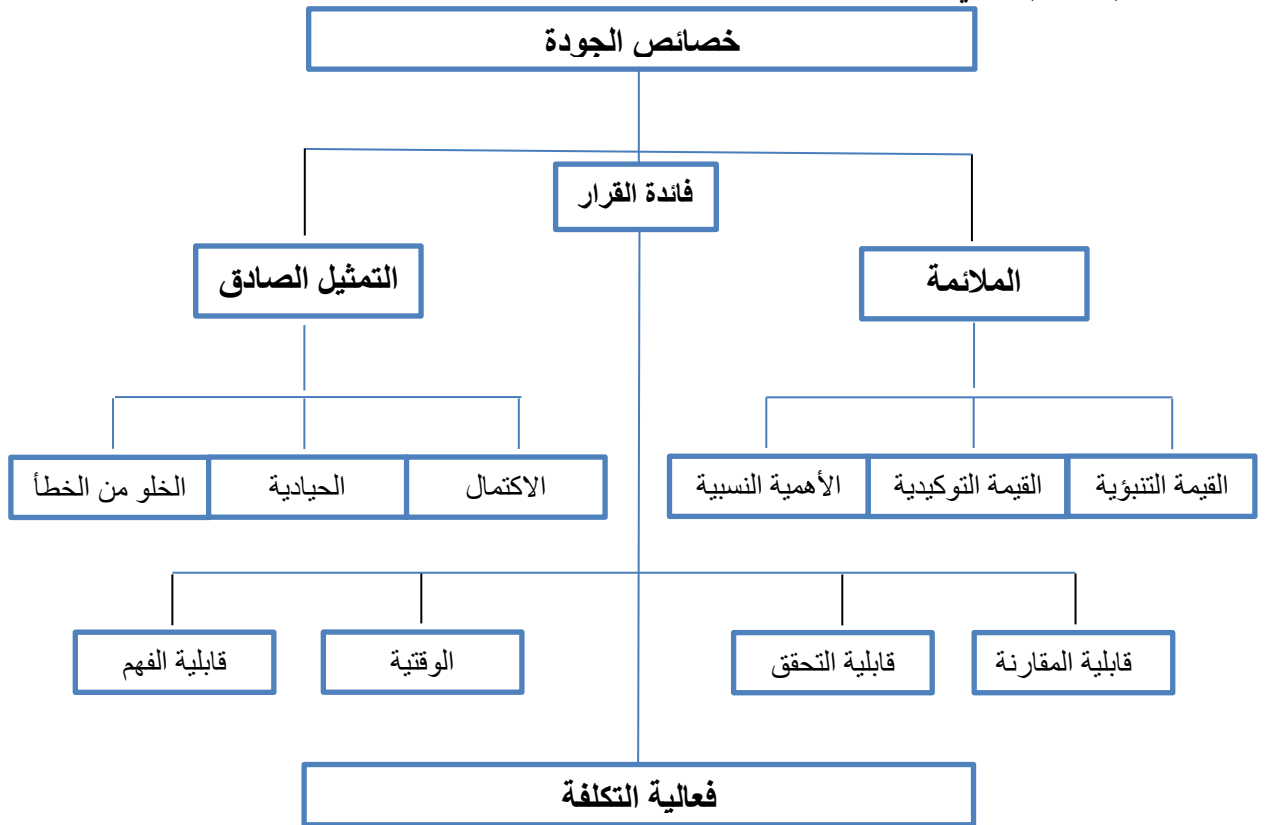 خصائص الجودة
فائدة القرار
الملائمة
التمثيل الصادق
القيمة التنبؤية
القيمة التوكيدية
الأهمية النسبية
الاكتمال
الحيادية
الخلو من الخطأ
قابلية المقارنة
قابلية التحقق
الوقتية
قابلية الفهم
فعالية التكلفة